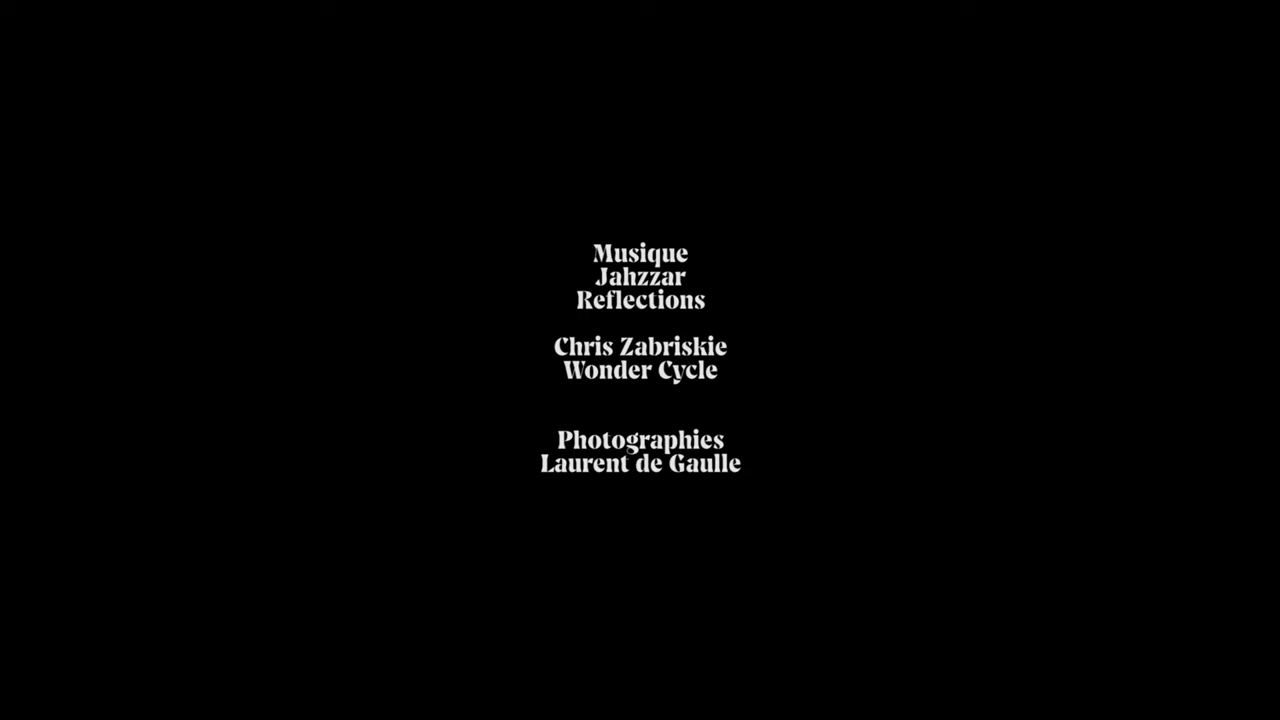 Musique
Jahzzar
Reflections
Chris Zabriskie
Wonder Cycle
Photographies
Laurent de Gaulle